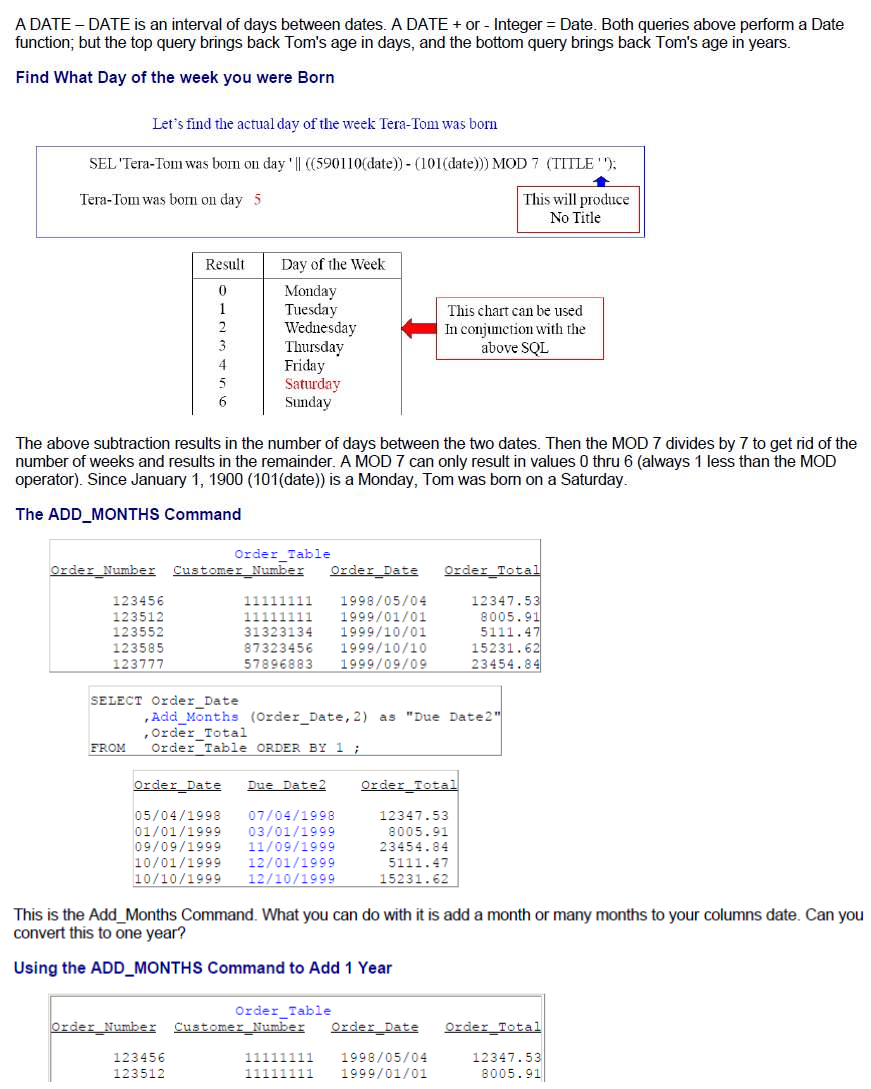 A DATE – DATE is an interval of days between dates. A DATE + or - Integer = Date. Both queries above perform a Date
function; but the top query brings back Tom's age in days, and the bottom query brings back Tom's age in years.
Find What Day of the week you were Born
Let's find the actual day of the week Tera-Tom was born
SEL 'Tera-Tom was born on day ' || ((590110(date)) - (101(date))) MOD 7 (TITLE ' ');
Tera-Tom was born on day 5
This will produce
No Title
Result Day of the Week
0 Monday
1 Tuesday
2 Wednesday
3 Thursday
4 Friday
5 Saturday
6 Sunday
This chart can be used
In conjunction with the
above SQL
The above subtraction results in the number of days between the two dates. Then the MOD 7 divides by 7 to get rid of the
number of weeks and results in the remainder. A MOD 7 can only result in values 0 thru 6 (always 1 less than the MOD
operator). Since January 1, 1900 (101(date)) is a Monday, Tom was born on a Saturday.
The ADD_MONTHS Command
Order_Table
Order_Number Customer_Number Order_Date Order_Total
123456 11111111 1998/05/04 12347.53
123512 11111111 1999/01/01 8005.91
123552 31323134 1999/10/01 5111.47
123585 87323456 1999/10/10 15231.62
123777 57896883 1999/09/09 23454.84
SELECT Order_Date
,Add_Months (Order_Date,2) as "Due Date2"
,Order_Total
FROM Order_Table ORDER BY 1 ;
Order_Date Due Date2 Order_Total
05/04/1998 07/04/1998 12347.53
01/01/1999 03/01/1999 8005.91
09/09/1999 11/09/1999 23454.84
10/01/1999 12/01/1999 5111.47
10/10/1999 12/10/1999 15231.62
This is the Add_Months Command. What you can do with it is add a month or many months to your columns date. Can you
convert this to one year?
Using the ADD_MONTHS Command to Add 1 Year
Order_Table
Order_Number Customer_Number Order_Date Order_Total
123456 11111111 1998/05/04 12347.53
123512 11111111 1999/01/01 8005.91